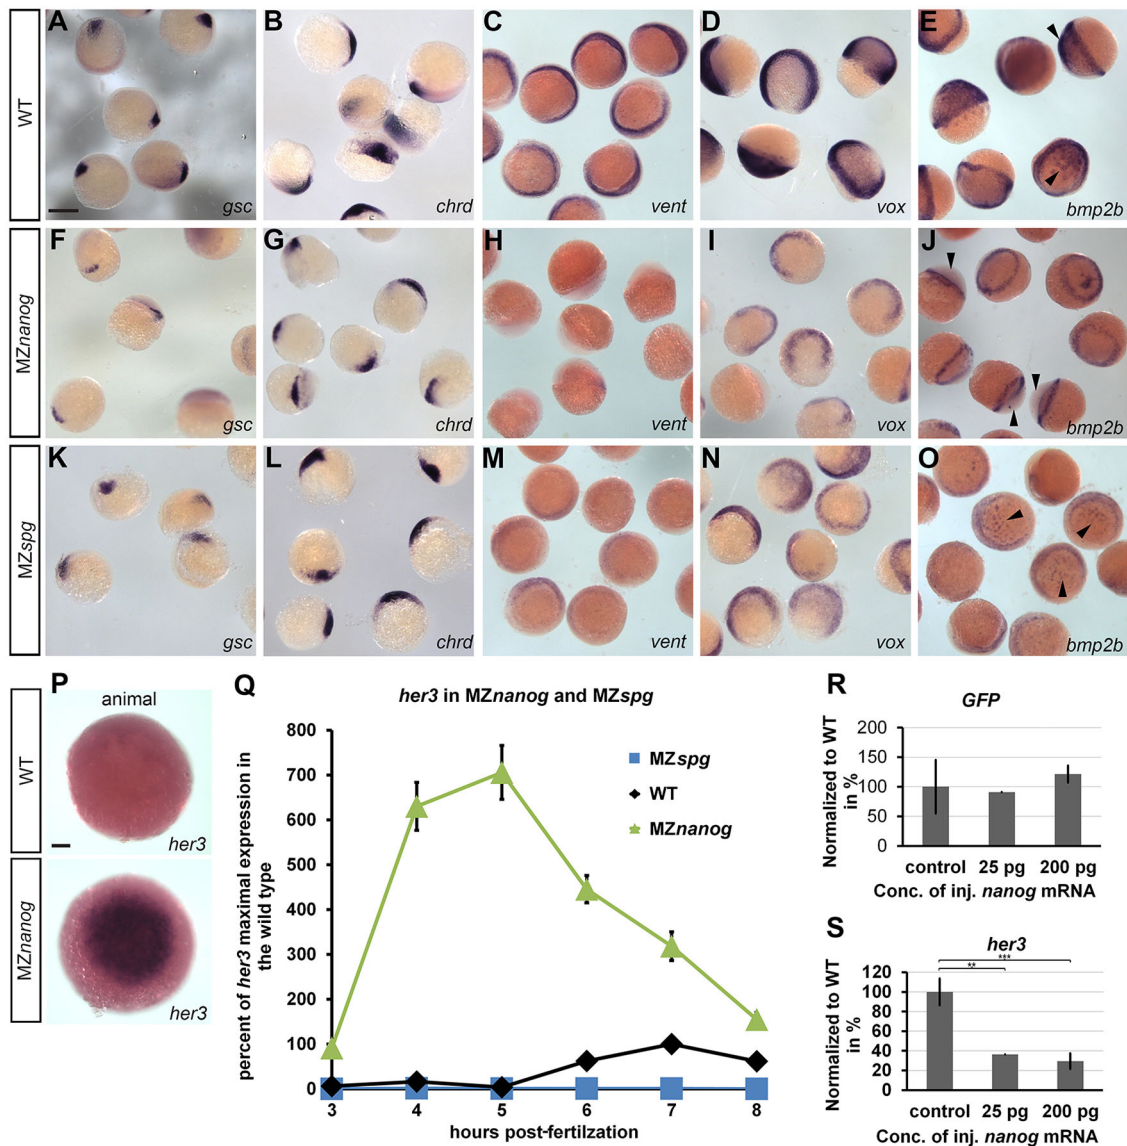 WT
A
gsc
B
chrd
C
vent
D
vox
E
bmp2b
MZnanog
F
gsc
G
chrd
H
vent
I
vox
J
bmp2b
MZspg
K
gsc
L
chrd
M
vent
N
vox
O
bmp2b
P
animal
WT
her3
MZnanog
her3
Q
her3 in MZnanog and MZspg
percent of her3 maximal expression in
the wild type
800
700
600
500
400
300
200
100
0
3 4 5 6 7 8
hours post-fertilzation
MZspg
WT
MZnanog
R
GFP
Normalized to WT
in %
200
150
100
50
0
control 25 pg 200 pg
Conc. of inj. nanog mRNA
S
her3
Normalized to WT
in %
120
100
80
60
40
20
0
***
**
control 25 pg 200 pg
Conc. of inj. nanog mRNA